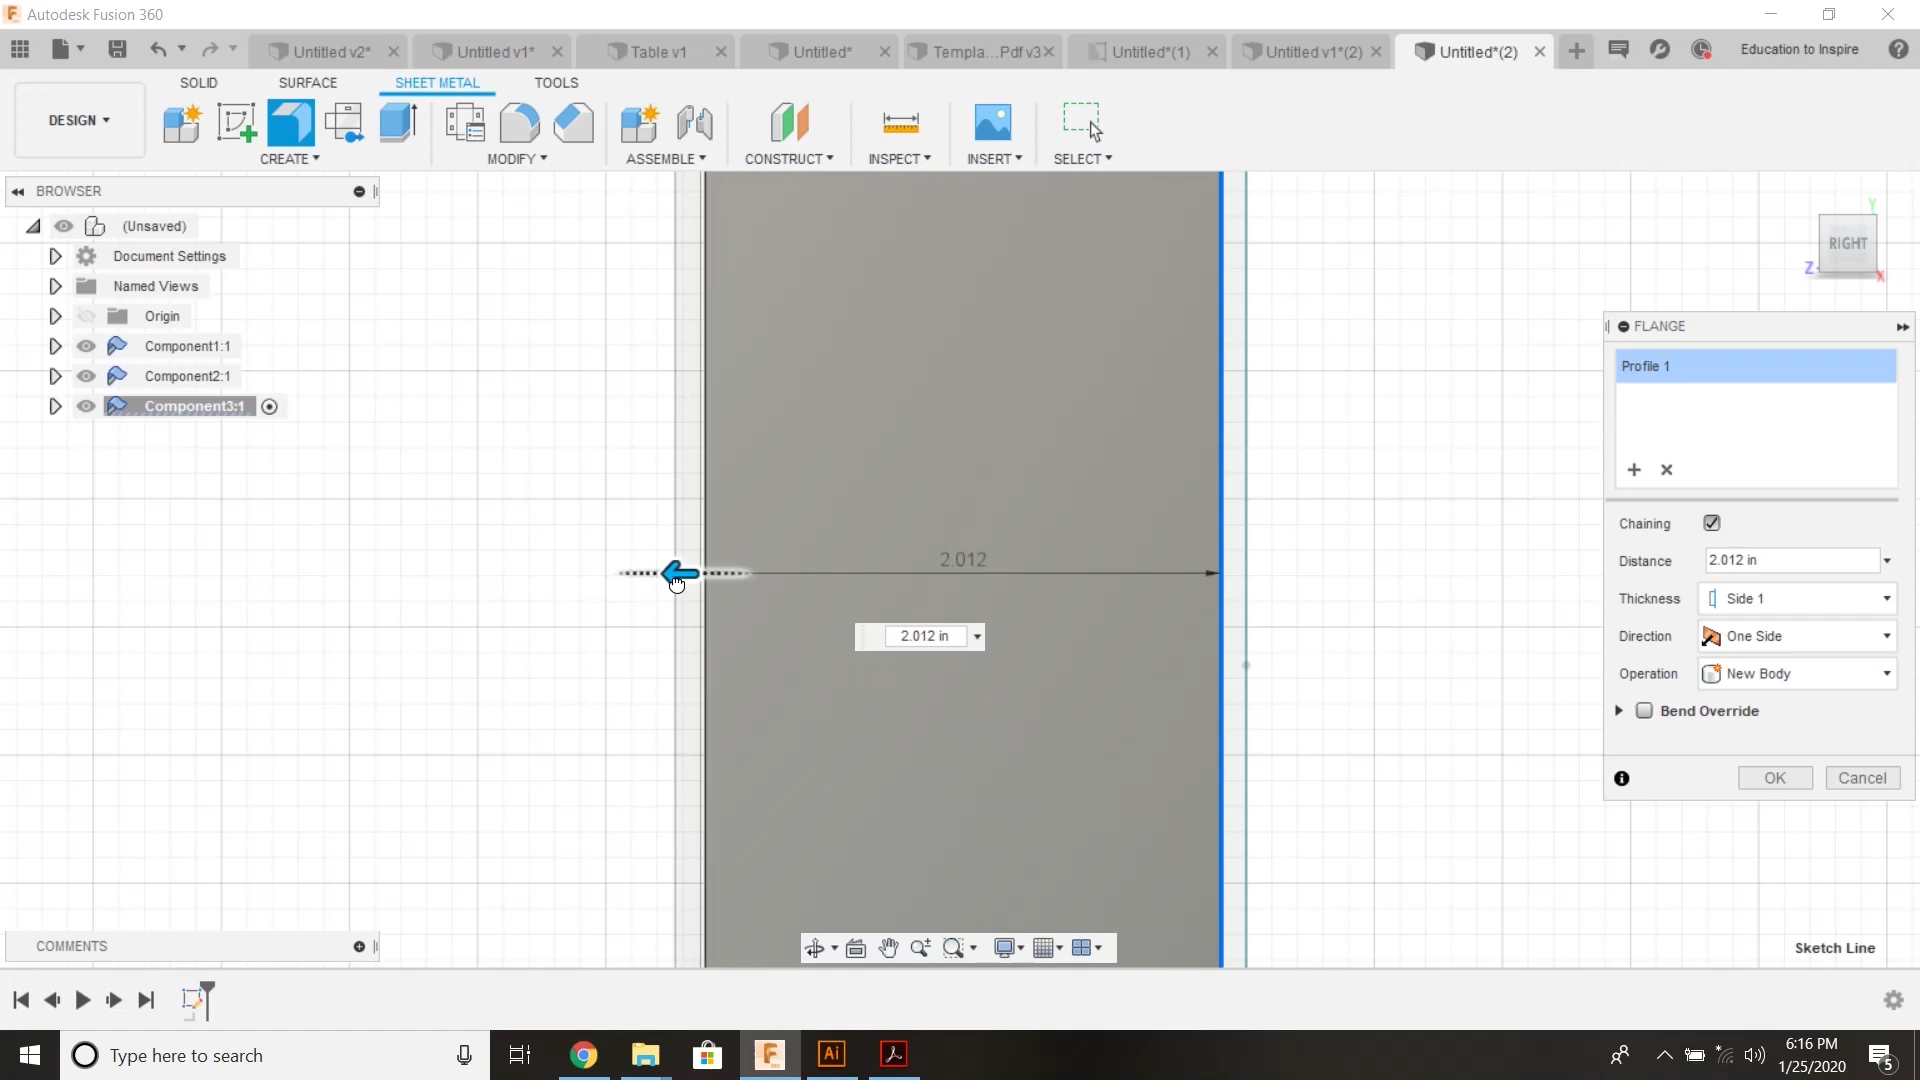 Autodesk Fusion 360
Untitled v2*
Untitled v1*
Table v1
Untitled*
Templa...Pdf v3
Untitled*(1)
Untitled v1*(2)
Untitled*(2)
Education to Inspire
SOLID
SURFACE
SHEET METAL
TOOLS
DESIGN
CREATE
MODIFY
ASSEMBLE
CONSTRUCT
INSPECT
INSERT
SELECT
BROWSER
(Unsaved)
Document Settings
Named Views
Origin
Component1:1
Component2:1
Component3:1
Y
RIGHT
Z
X
FLANGE
Profile 1
Chaining
Distance 2.012 in
Thickness Side 1
Direction One Side
Operation New Body
Bend Override
OK Cancel
2.012
2.012 in
COMMENTS
Sketch Line
Type here to search
Ai
6:16 PM
1/25/2020
5